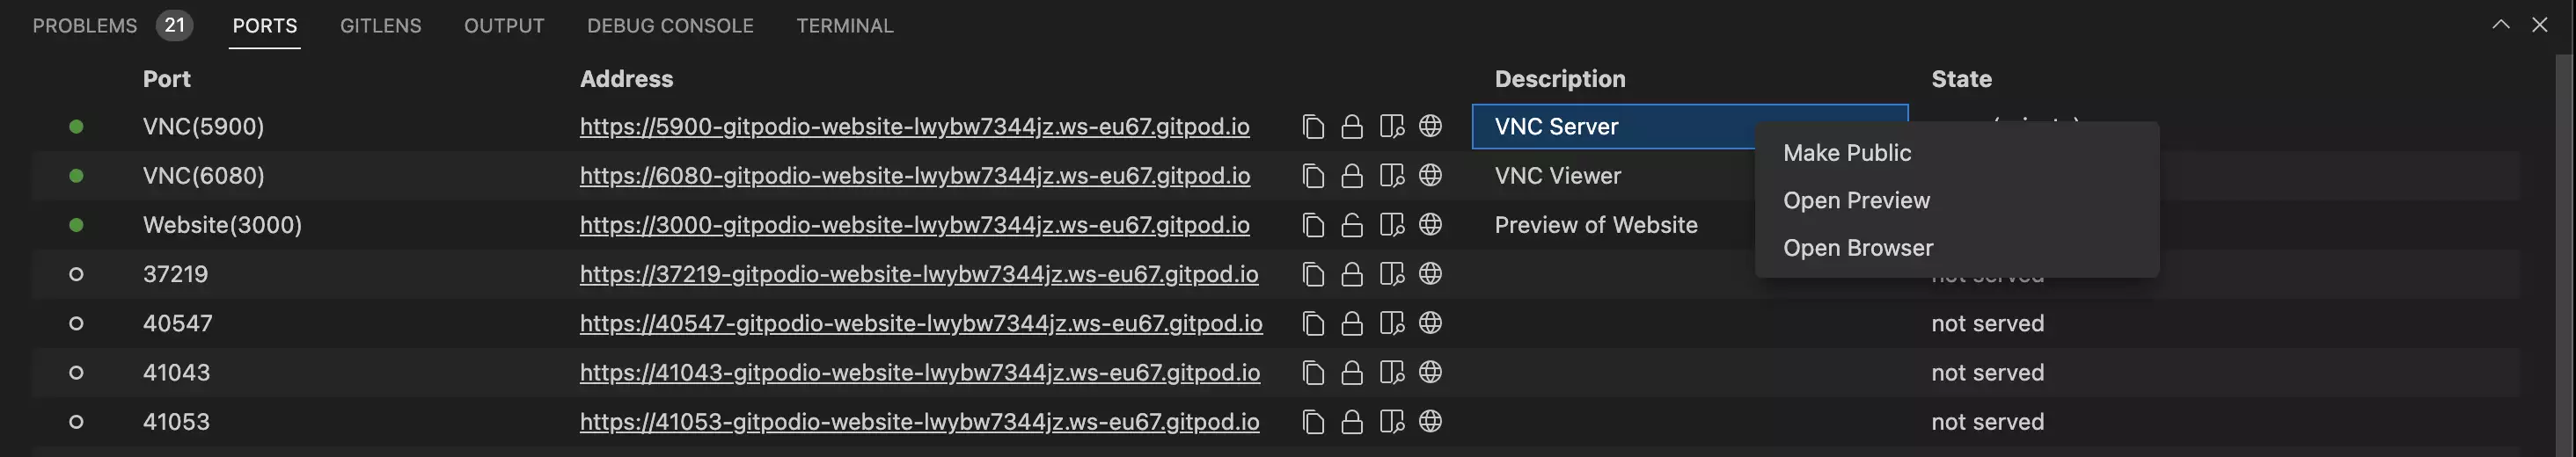 PROBLEMS 21 PORTS GITLENS OUTPUT DEBUG CONSOLE TERMINAL
Port Address Description State
VNC(5900) https://5900-gitpodio-website-lwybw7344jz.ws-eu67.gitpod.io VNC Server
Make Public
VNC(6080) https://6080-gitpodio-website-lwybw7344jz.ws-eu67.gitpod.io VNC Viewer
Open Preview
Website(3000) https://3000-gitpodio-website-lwybw7344jz.ws-eu67.gitpod.io Preview of Website
Open Browser
37219 https://37219-gitpodio-website-lwybw7344jz.ws-eu67.gitpod.io not served
40547 https://40547-gitpodio-website-lwybw7344jz.ws-eu67.gitpod.io not served
41043 https://41043-gitpodio-website-lwybw7344jz.ws-eu67.gitpod.io not served
41053 https://41053-gitpodio-website-lwybw7344jz.ws-eu67.gitpod.io not served